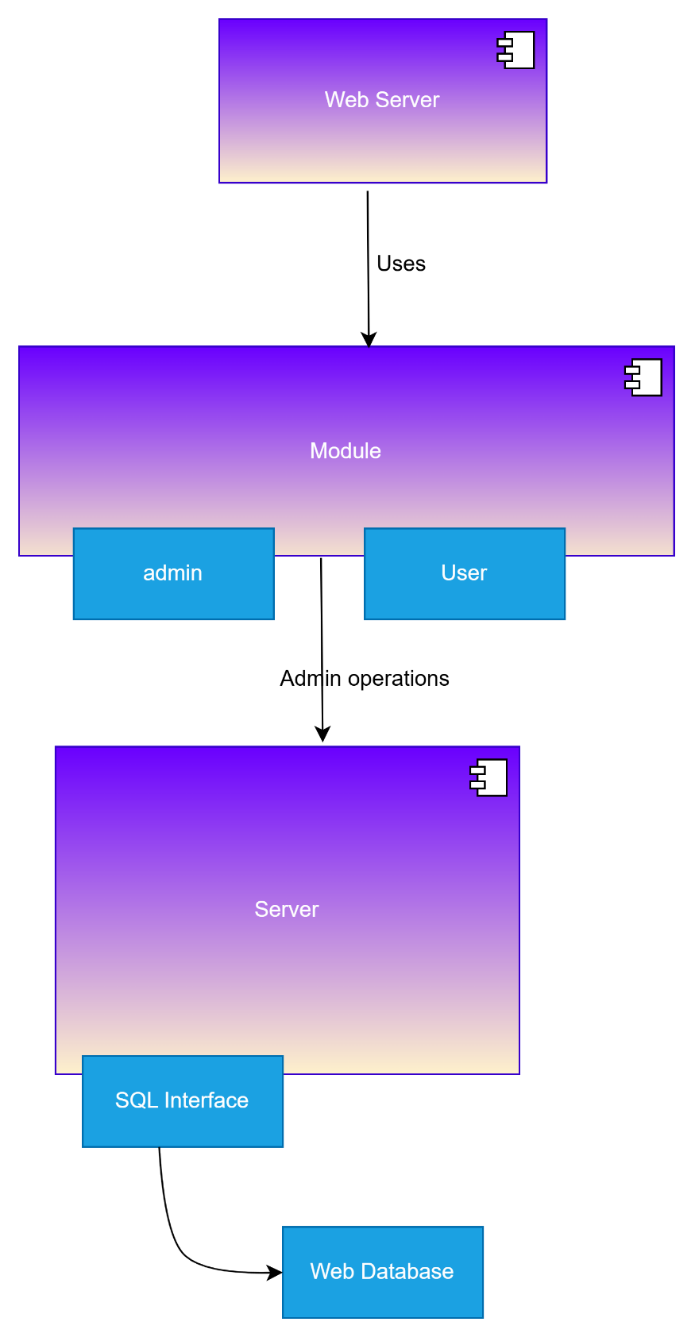 Web Server
Uses
Module
admin
User
Admin operations
Server
SQL Interface
Web Database